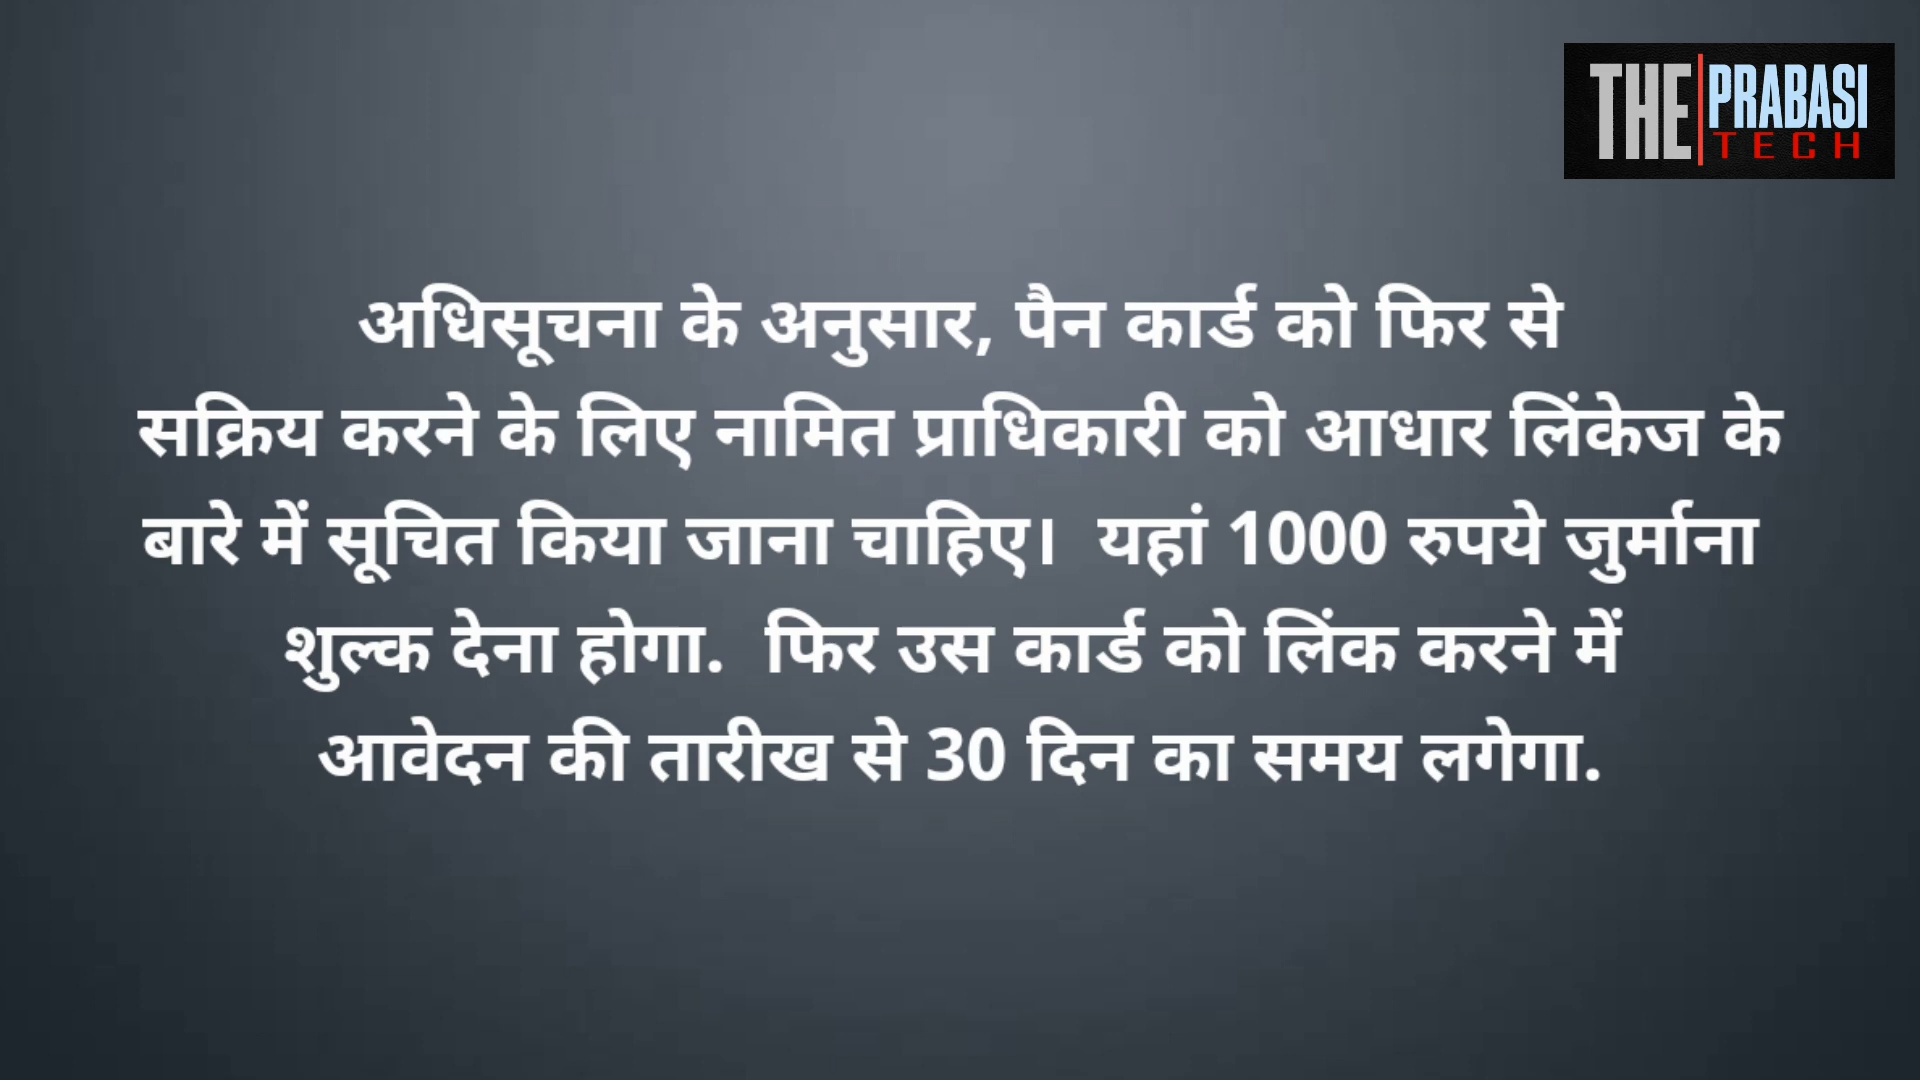 THE PRABASI
TECH
अधिसूचना के अनुसार, पैन कार्ड को फिर से
सक्रिय करने के लिए नामित प्राधिकारी को आधार लिंकेज के
बारे में सूचित किया जाना चाहिए। यहां 1000 रुपये जुर्माना
शुल्क देना होगा. फिर उस कार्ड को लिंक करने में
आवेदन की तारीख से 30 दिन का समय लगेगा.